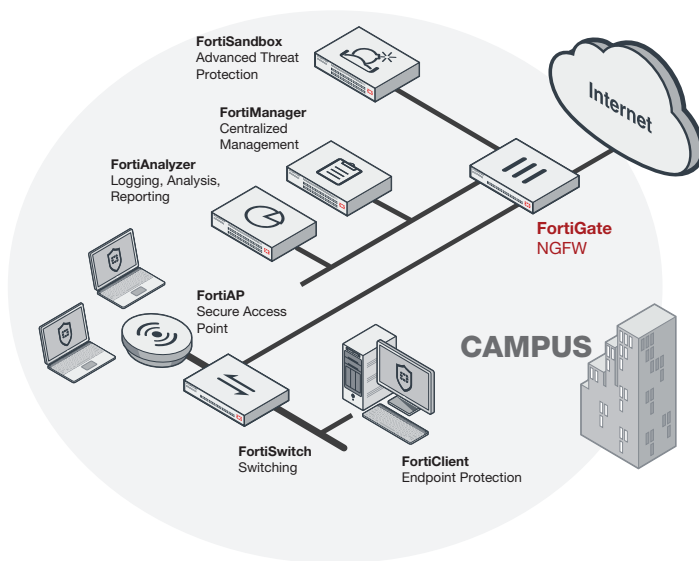 FortiSandbox
Advanced Threat
Protection
Internet
FortiManager
Centralized
Management
FortiAnalyzer
Logging, Analysis,
Reporting
FortiGate
NGFW
FortiAP
Secure Access
Point
CAMPUS
FortiSwitch
Switching
FortiClient
Endpoint Protection